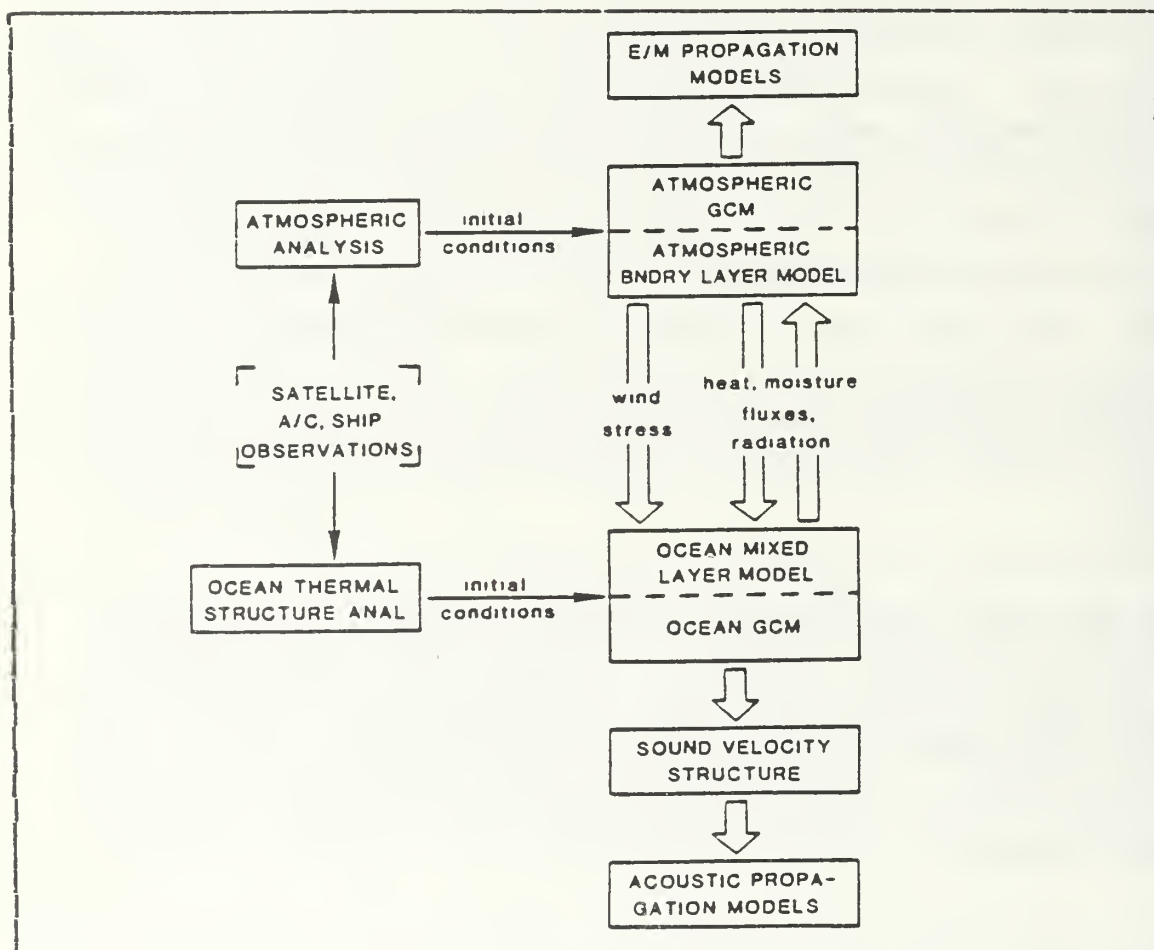 E/M PROPAGATION
MODELS
ATMOSPHERIC
GCM
ATMOSPHERIC
ANALYSIS
initial
conditions
ATMOSPHERIC
BNDRY LAYER MODEL
SATELLITE,
A/C, SHIP
OBSERVATIONS
wind
stress
heat, moisture
fluxes,
radiation
OCEAN THERMAL
STRUCTURE ANAL
initial
conditions
OCEAN MIXED
LAYER MODEL
OCEAN GCM
SOUND VELOCITY
STRUCTURE
ACOUSTIC PROPA-
GATION MODELS